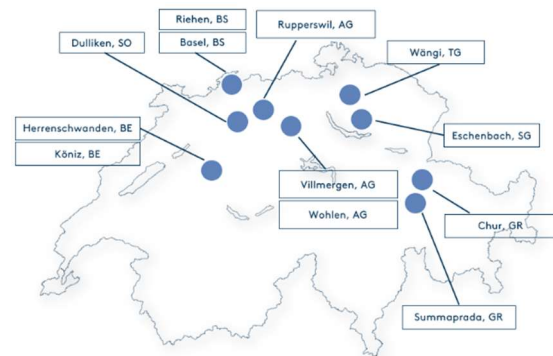 Riehen, BS
Basel, BS
Rupperswil, AG
Dulliken, SO
Wängi, TG
Herrenschwanden, BE
Köniz, BE
Eschenbach, SG
Villmergen, AG
Wohlen, AG
Chur, GR
Summaprada, GR